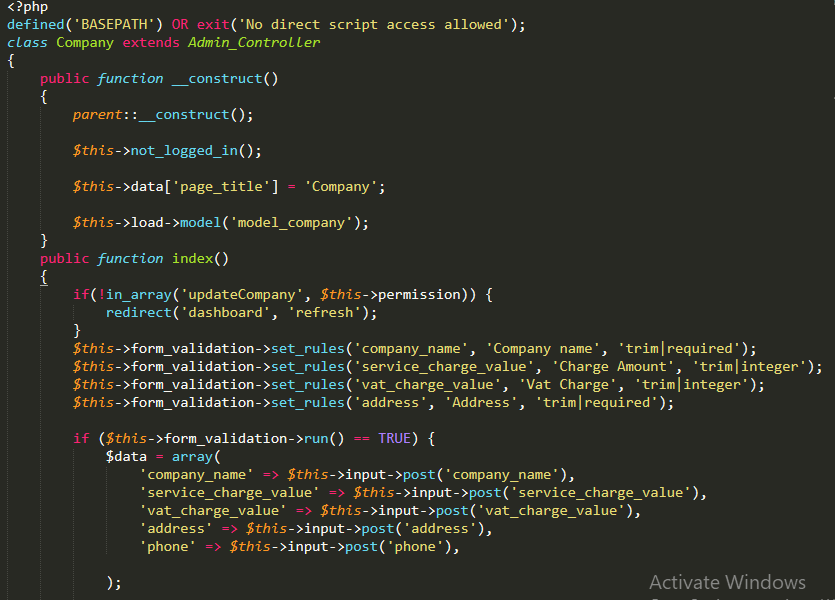 <?php
defined('BASEPATH') OR exit('No direct script access allowed');
class Company extends Admin_Controller
{
    public function __construct()
    {
        parent::__construct();

        $this->not_logged_in();

        $this->data['page_title'] = 'Company';

        $this->load->model('model_company');
    }
    public function index()
    {
        if(!in_array('updateCompany', $this->permission)) {
            redirect('dashboard', 'refresh');
        }
        $this->form_validation->set_rules('company_name', 'Company name', 'trim|required');
        $this->form_validation->set_rules('service_charge_value', 'Charge Amount', 'trim|integer');
        $this->form_validation->set_rules('vat_charge_value', 'Vat Charge', 'trim|integer');
        $this->form_validation->set_rules('address', 'Address', 'trim|required');

        if ($this->form_validation->run() == TRUE) {
            $data = array(
                'company_name' => $this->input->post('company_name'),
                'service_charge_value' => $this->input->post('service_charge_value'),
                'vat_charge_value' => $this->input->post('vat_charge_value'),
                'address' => $this->input->post('address'),
                'phone' => $this->input->post('phone'),

            );
Activate Windows